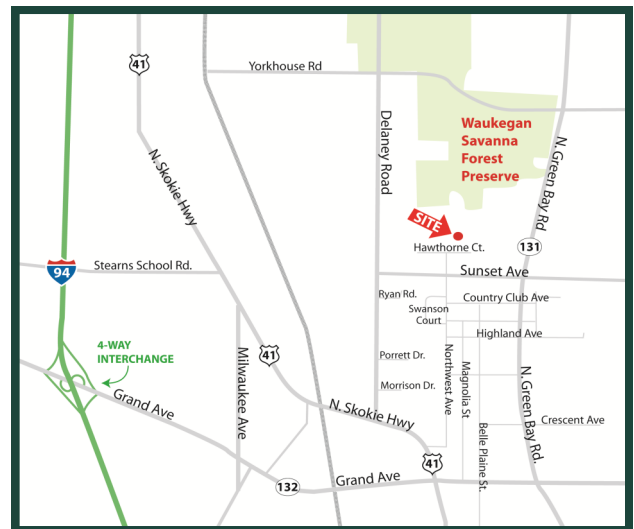 41
Yorkhouse Rd
Waukegan
Savanna
Forest
Preserve
Delaney Road
N. Green Bay Rd
N. Skokie Hwy
SITE
Hawthorne Ct.
131
94
Stearns School Rd.
Sunset Ave
Ryan Rd.
Country Club Ave
Swanson
Court
Highland Ave
4-WAY
INTERCHANGE
41
Milwaukee Ave
Porrett Dr.
Northwest Ave
Magnolia St
Morrison Dr.
N. Green Bay Rd.
Grand Ave
N. Skokie Hwy
Crescent Ave
Belle Plaine St.
41
Grand Ave
132